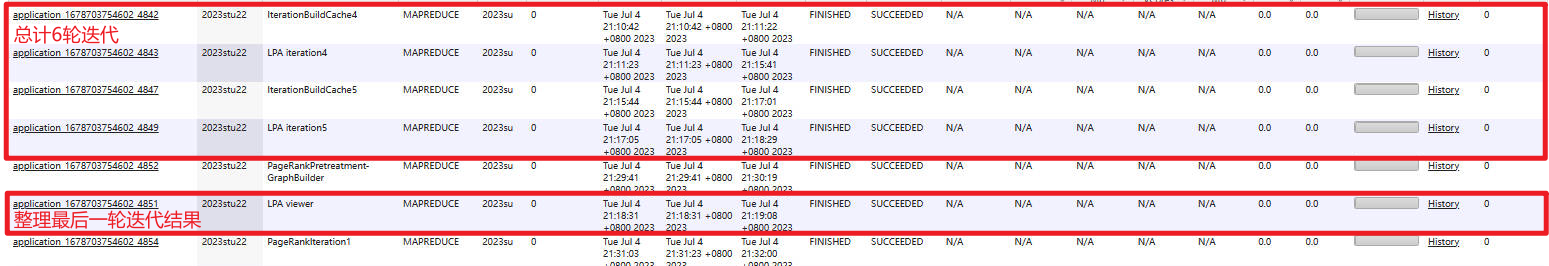 application_1678703754602_4842 2023stu22 IterationBuildCache4 MAPREDUCE 2023su 0 Tue Jul 4 21:10:42 +0800 2023 Tue Jul 4 21:10:42 +0800 2023 Tue Jul 4 21:11:22 +0800 2023 FINISHED SUCCEEDED N/A N/A N/A N/A N/A 0.0 0.0 History 0
总计6轮迭代
application_1678703754602_4843 2023stu22 LPA iteration4 MAPREDUCE 2023su 0 Tue Jul 4 21:11:23 +0800 2023 Tue Jul 4 21:11:23 +0800 2023 Tue Jul 4 21:15:41 +0800 2023 FINISHED SUCCEEDED N/A N/A N/A N/A N/A 0.0 0.0 History 0
application_1678703754602_4847 2023stu22 IterationBuildCache5 MAPREDUCE 2023su 0 Tue Jul 4 21:15:44 +0800 2023 Tue Jul 4 21:15:44 +0800 2023 Tue Jul 4 21:17:01 +0800 2023 FINISHED SUCCEEDED N/A N/A N/A N/A N/A 0.0 0.0 History 0
application_1678703754602_4849 2023stu22 LPA iteration5 MAPREDUCE 2023su 0 Tue Jul 4 21:17:05 +0800 2023 Tue Jul 4 21:17:05 +0800 2023 Tue Jul 4 21:18:29 +0800 2023 FINISHED SUCCEEDED N/A N/A N/A N/A N/A 0.0 0.0 History 0
application_1678703754602_4852 2023stu22 PageRankPretreatment-GraphBuilder MAPREDUCE 2023su 0 Tue Jul 4 21:29:41 +0800 2023 Tue Jul 4 21:29:41 +0800 2023 Tue Jul 4 21:30:19 +0800 2023 FINISHED SUCCEEDED N/A N/A N/A N/A N/A 0.0 0.0 History 0
application_1678703754602_4851 2023stu22 LPA viewer MAPREDUCE 2023su 0 Tue Jul 4 21:18:31 +0800 2023 Tue Jul 4 21:18:31 +0800 2023 Tue Jul 4 21:19:08 +0800 2023 FINISHED SUCCEEDED N/A N/A N/A N/A N/A 0.0 0.0 History 0
整理最后一轮迭代结果
application_1678703754602_4854 2023stu22 PageRankIteration1 MAPREDUCE 2023su 0 Tue Jul 4 21:31:03 +0800 2023 Tue Jul 4 21:31:23 +0800 2023 Tue Jul 4 21:32:00 +0800 2023 FINISHED SUCCEEDED N/A N/A N/A N/A N/A 0.0 0.0 History 0